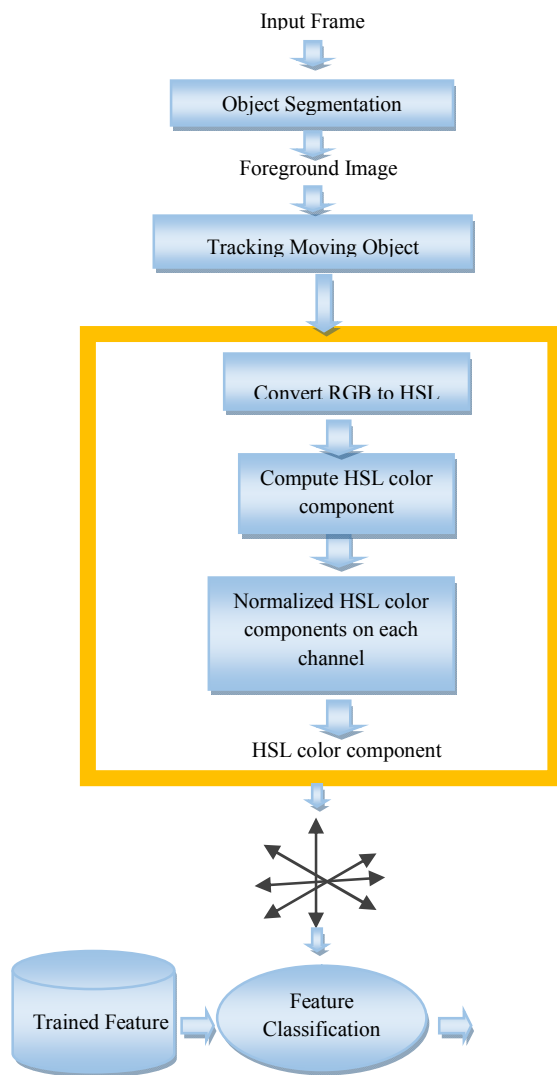 Input Frame
Object Segmentation
Foreground Image
Tracking Moving Object
Convert RGB to HSL
Compute HSL color
component
Normalized HSL color
components on each
channel
HSL color component
Trained Feature
Feature
Classification